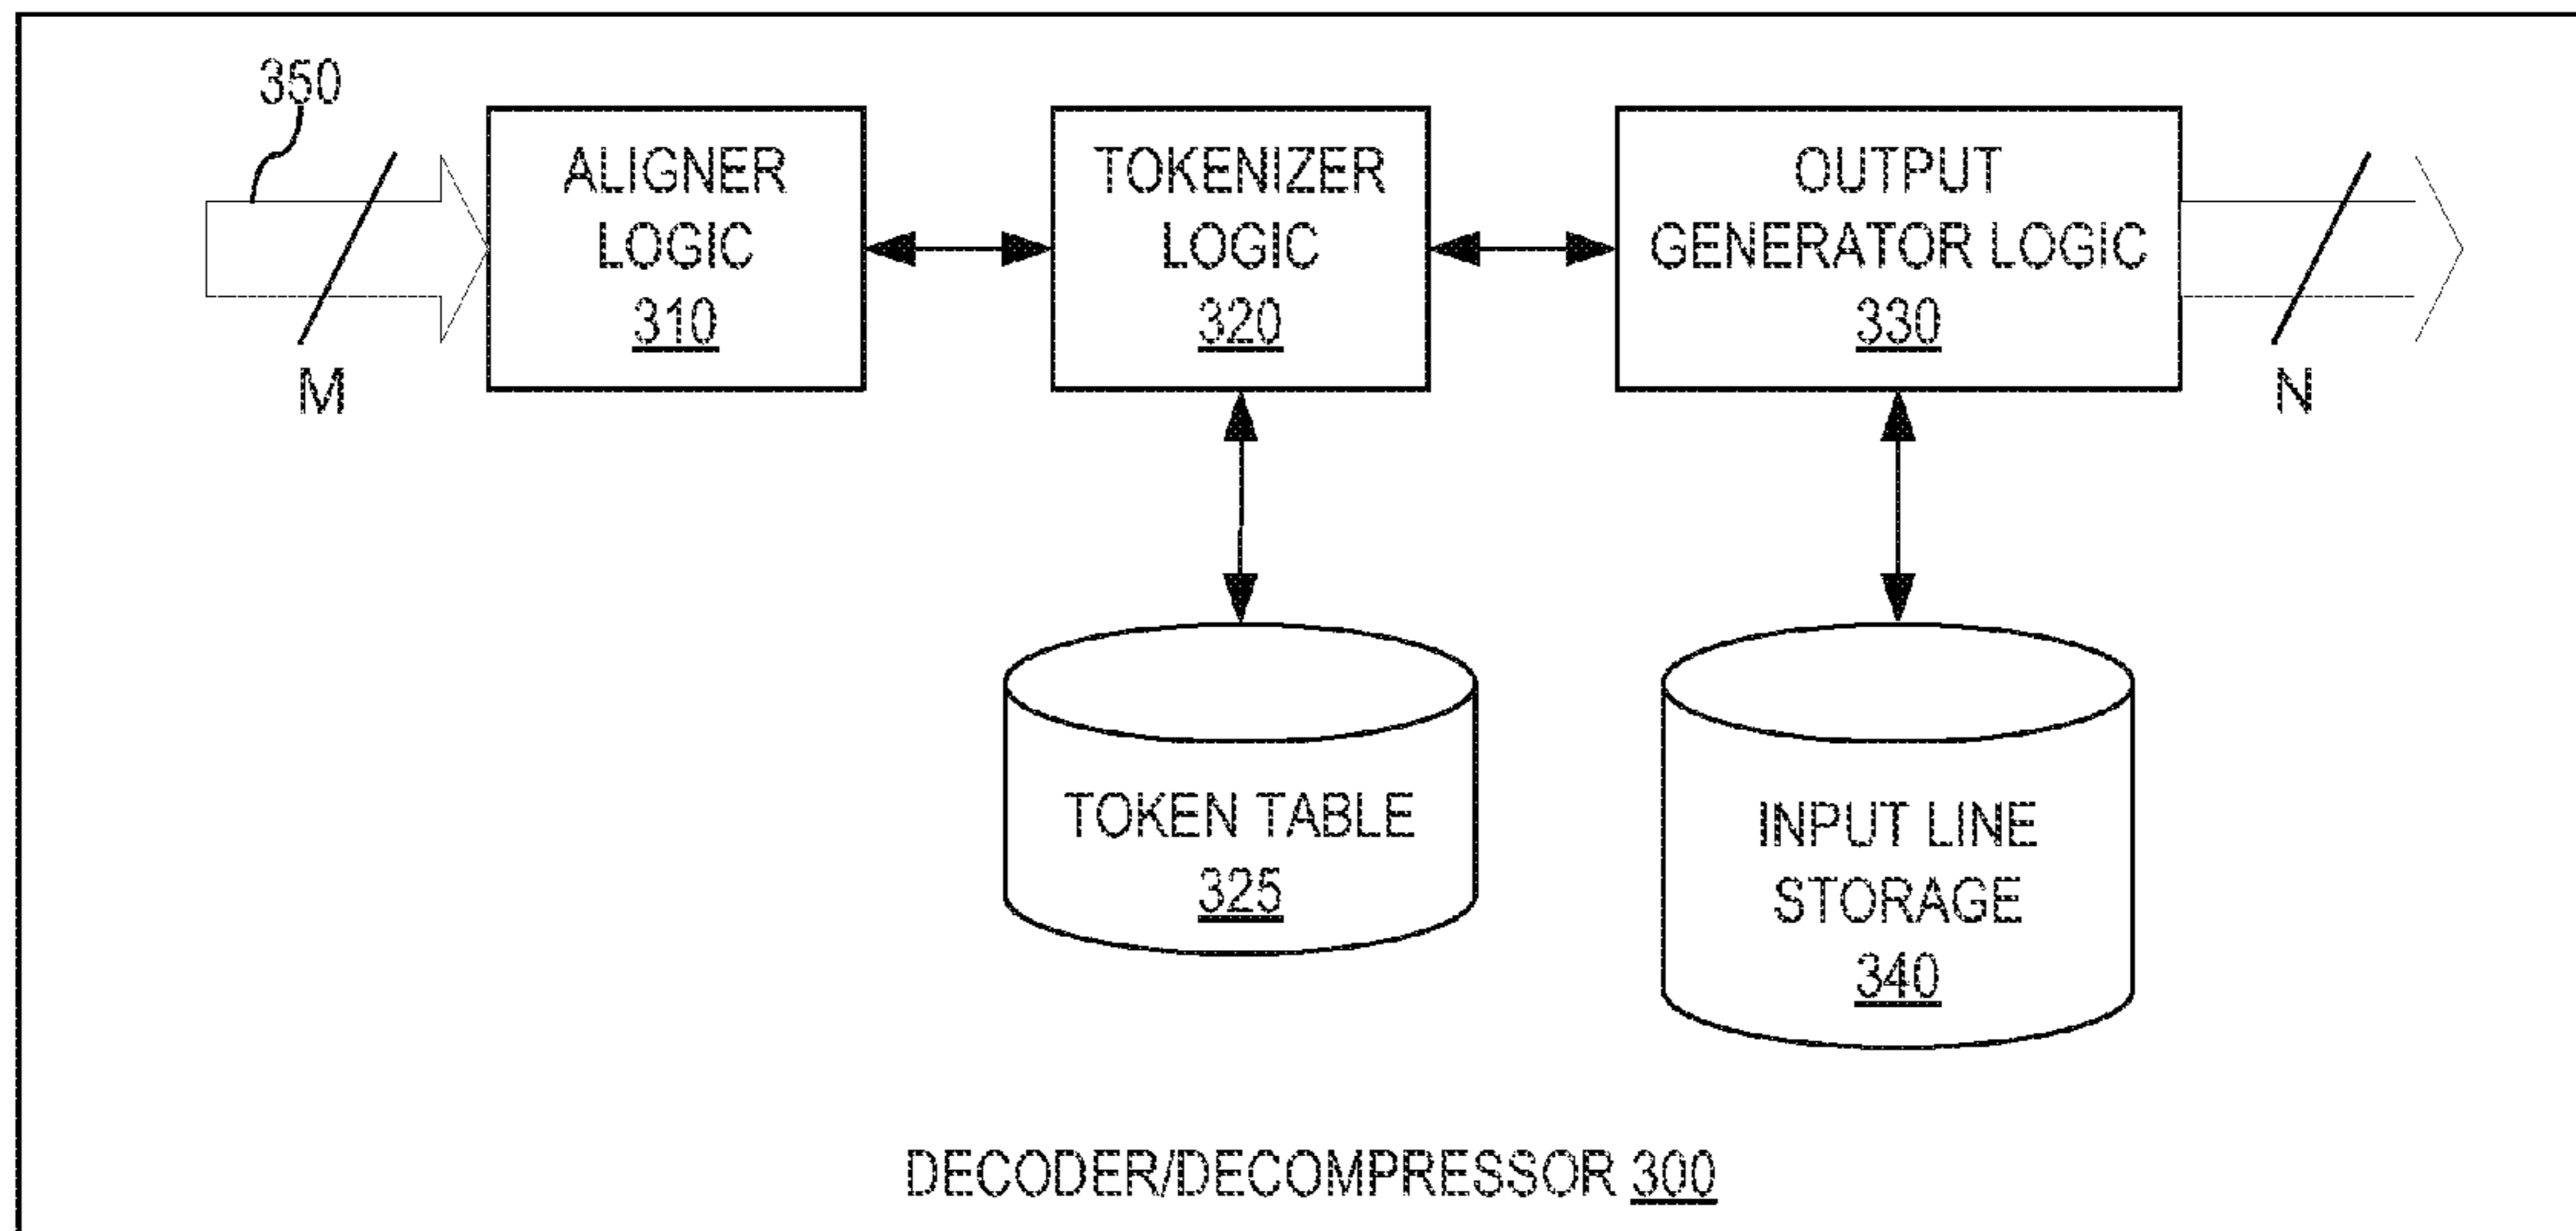 350
M
ALIGNER
LOGIC
310
TOKENIZER
LOGIC
320
OUTPUT
GENERATOR LOGIC
330
N
TOKEN TABLE
325
INPUT LINE
STORAGE
340
DECODER/DECOMPRESSOR 300